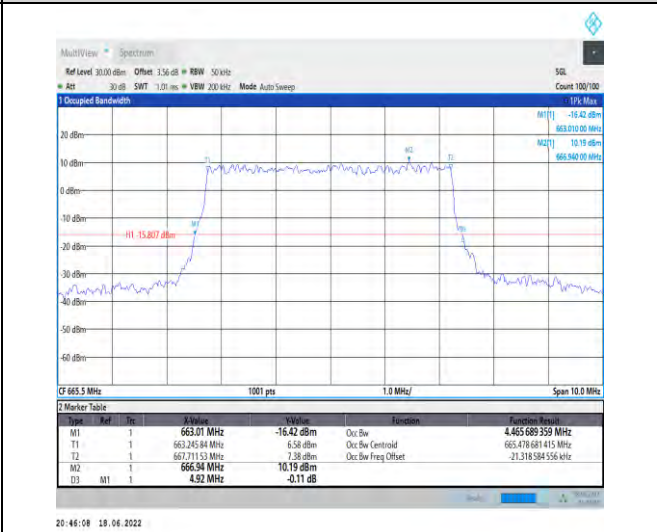 MultiView Spectrum
Ref Level 30.00 dBm Offset 3.56 dB RBW 50 kHz SGL
Att 30 dB SWT 1.01 ms VBW 200 kHz Mode Auto Sweep Count 100/100
1 Occupied Bandwidth 1Pk Max
M1[1] -16.42 dBm
663.010 00 MHz
M2[1] 10.19 dBm
666.940 00 MHz
20 dBm
M2
T1 T2
10 dBm
0 dBm
-10 dBm
M1
H1 -15.807 dBm
-20 dBm
-30 dBm
-40 dBm
-50 dBm
-60 dBm
CF 665.5 MHz 1001 pts 1.0 MHz/ Span 10.0 MHz
2 Marker Table
Type Ref Trc X-Value Y-Value Function Function Result
M1 1 663.01 MHz -16.42 dBm Occ Bw 4.465 689 359 MHz
T1 1 663.245 84 MHz 6.58 dBm Occ Bw Centroid 665.478 681 415 MHz
T2 1 667.711 53 MHz 7.38 dBm Occ Bw Freq Offset -21.318 584 556 kHz
M2 1 666.94 MHz 10.19 dBm
D3 M1 1 4.92 MHz -0.11 dB
20:46:08 18.06.2022